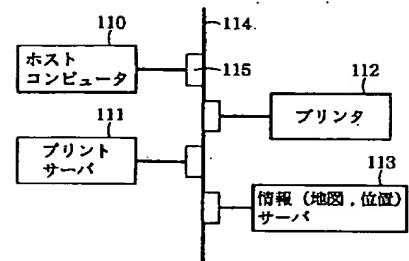 110
ホスト
コンピュータ
114
115
112
プリンタ
111
プリント
サーバ
113
情報（地図，位置）
サーバ